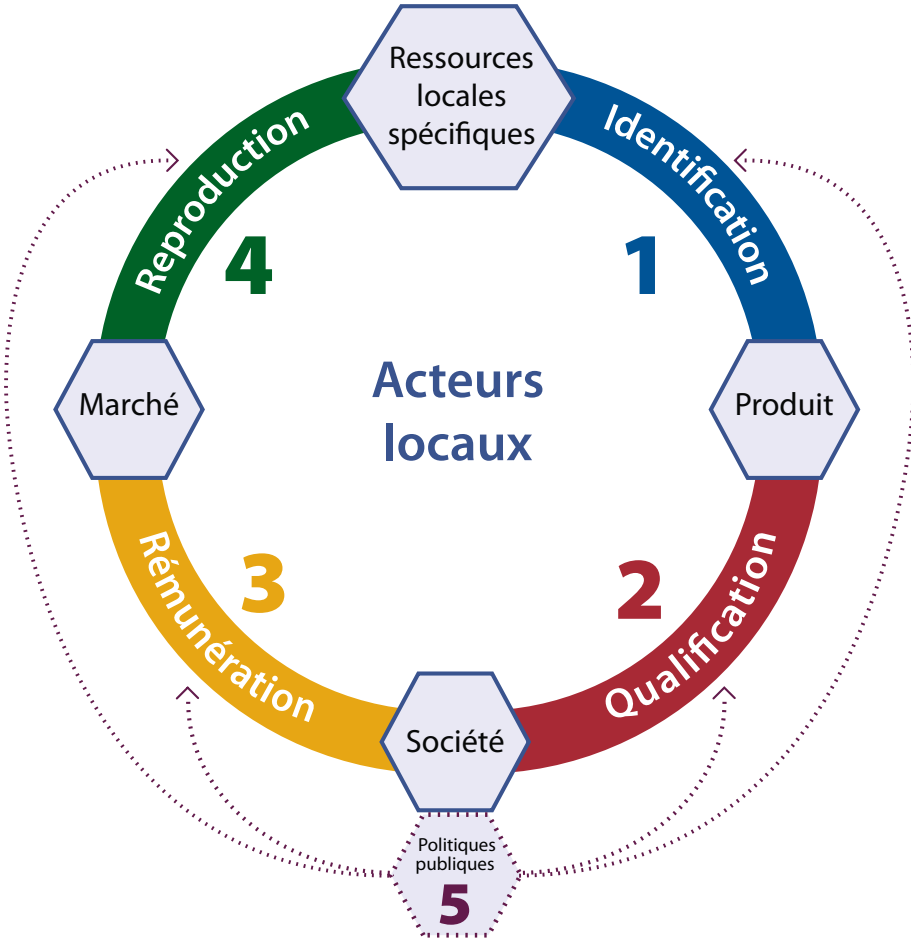 Ressources
locales
spécifiques
Identification
1
Produit
Qualification
2
Société
Rémunération
3
Marché
Reproduction
4
Acteurs
locaux
Politiques
publiques
5